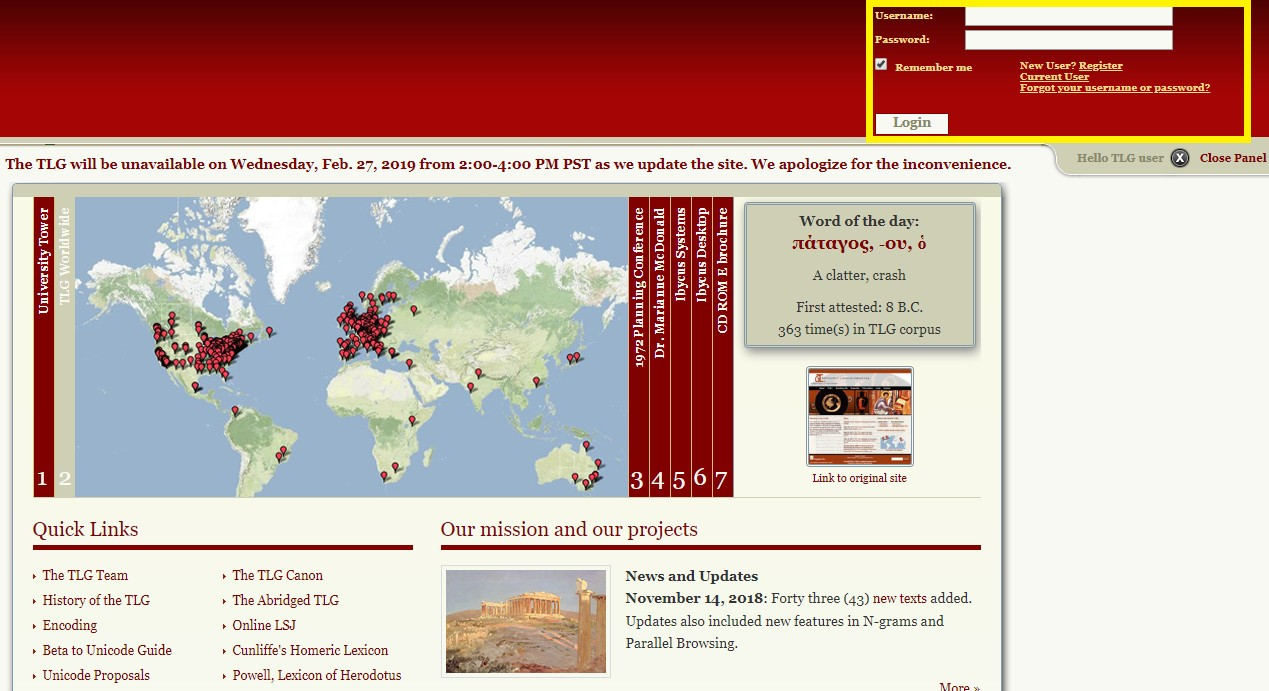 Username:
Password:
Remember me
New User? Register
Current User
Forgot your username or password?
Login
Hello TLG user X Close Panel
The TLG will be unavailable on Wednesday, Feb. 27, 2019 from 2:00-4:00 PM PST as we update the site. We apologize for the inconvenience.
University Tower
1
TLG Worldwide
2
1972 Planning Conference
3
Dr. Marianne McDonald
4
Ibycus Systems
5
Ibycus Desktop
6
CD ROM E brochure
7
Word of the day:
πάταγος, -ου, ὁ
A clatter, crash
First attested: 8 B.C.
363 time(s) in TLG corpus
Link to original site
Quick Links
The TLG Team
History of the TLG
Encoding
Beta to Unicode Guide
Unicode Proposals
The TLG Canon
The Abridged TLG
Online LSJ
Cunliffe's Homeric Lexicon
Powell, Lexicon of Herodotus
Our mission and our projects
News and Updates
November 14, 2018: Forty three (43) new texts added.
Updates also included new features in N-grams and
Parallel Browsing.
More »